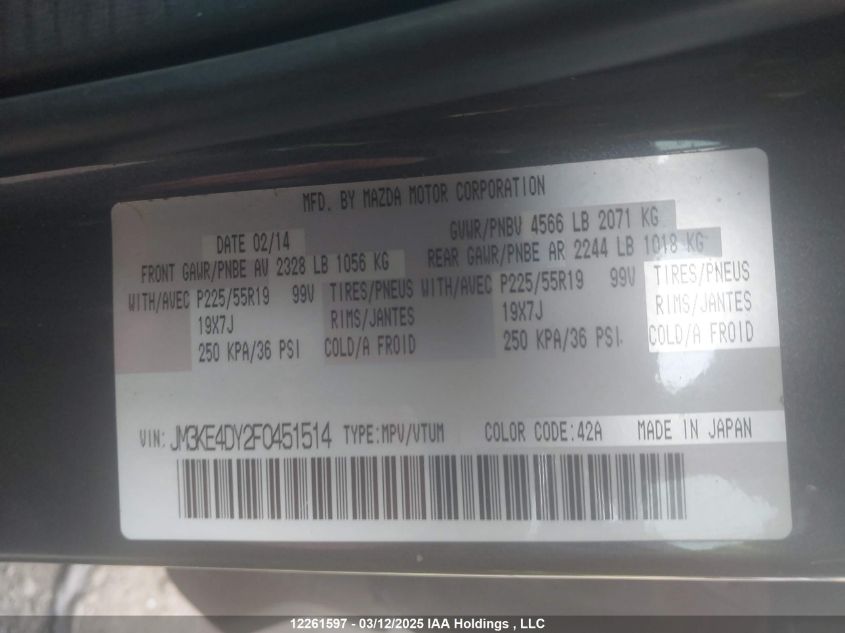 MFD. BY MAZDA MOTOR CORPORATION
DATE 02/14 GVWR/PNBV 4566 LB 2071 KG
FRONT GAWR/PNBE AV 2328 LB 1056 KG REAR GAWR/PNBE AR 2244 LB 1018 KG
WITH/AVEC P225/55R19 99V TIRES/PNEUS WITH/AVEC P225/55R19 99V TIRES/PNEUS
19X7J RIMS/JANTES 19X7J RIMS/JANTES
250 KPA/36 PSI COLD/A FROID 250 KPA/36 PSI COLD/A FROID
VIN: JM3KE4DY2F0451514 TYPE:MPV/VTUM COLOR CODE:42A MADE IN JAPAN
12261597 - 03/12/2025 IAA Holdings , LLC